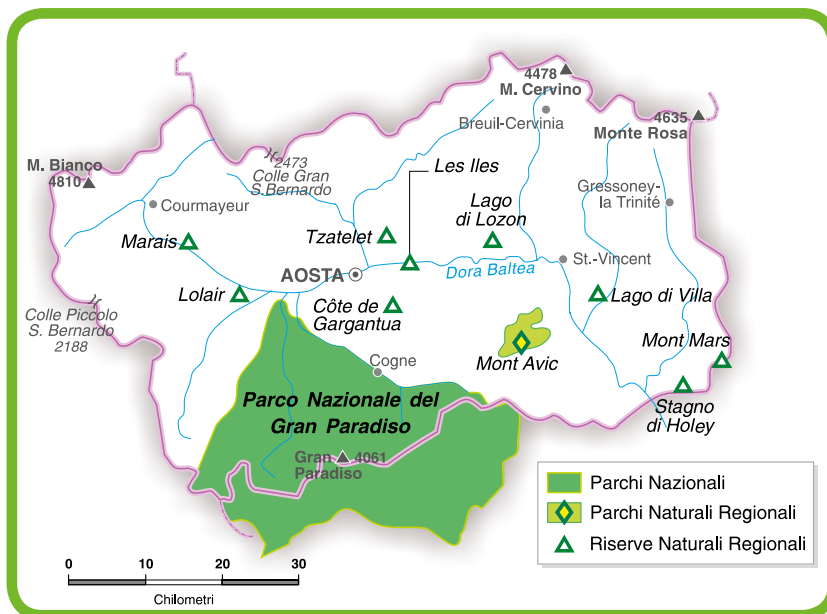 4478
M. Cervino
4635
Monte Rosa
Breuil-Cervinia
M. Bianco
4810
2473
Colle Gran
S.Bernardo
Les Iles
Gressoney-
la Trinité
Courmayeur
Lago
di Lozon
Marais
Tzatelet
St.-Vincent
AOSTA
Dora Baltea
Lolair
Lago di Villa
Côte de
Gargantua
Colle Piccolo
S. Bernardo
2188
Mont Mars
Mont Avic
Cogne
Stagno
di Holey
Parco Nazionale del
Gran Paradiso
Gran 4061
Paradiso
Parchi Nazionali
Parchi Naturali Regionali
Riserve Naturali Regionali
0 10 20 30
Chilometri